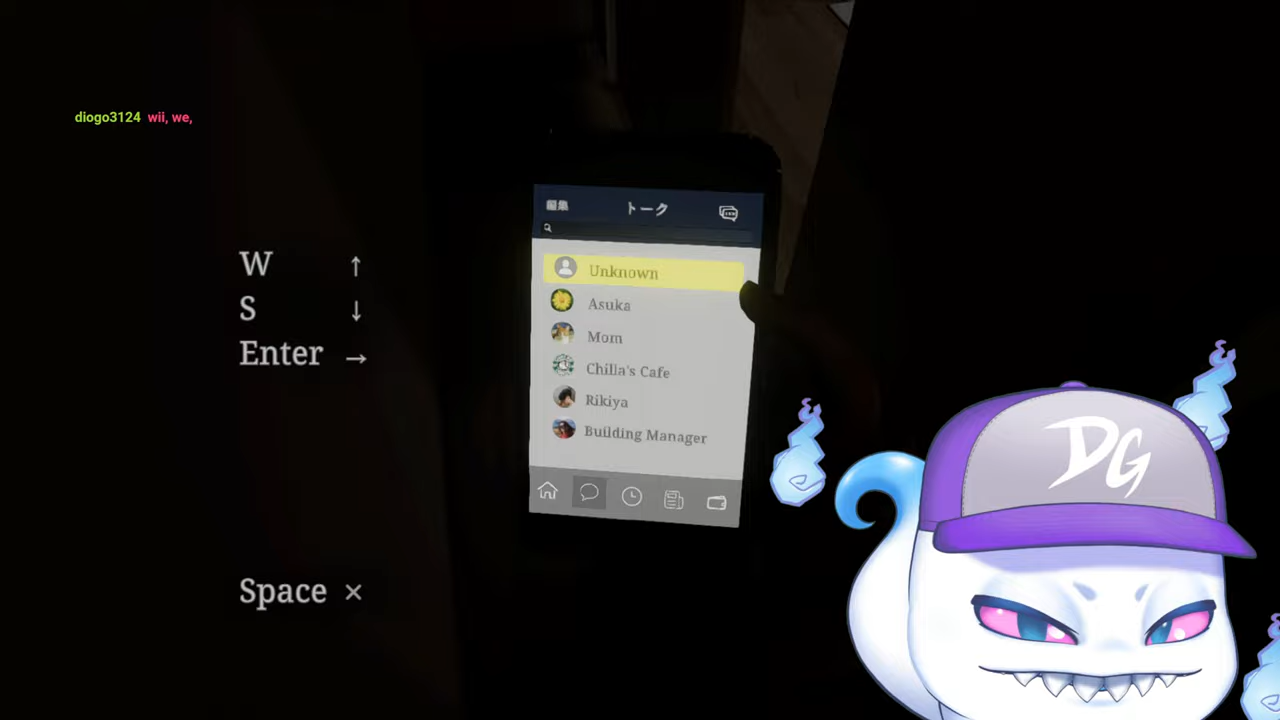 diogo3124 wii, we,
編集 トーク
Unknown
W ↑
Asuka
S ↓
Mom
Enter →
Chilla's Cafe
Rikiya
Building Manager
DG
Space ×